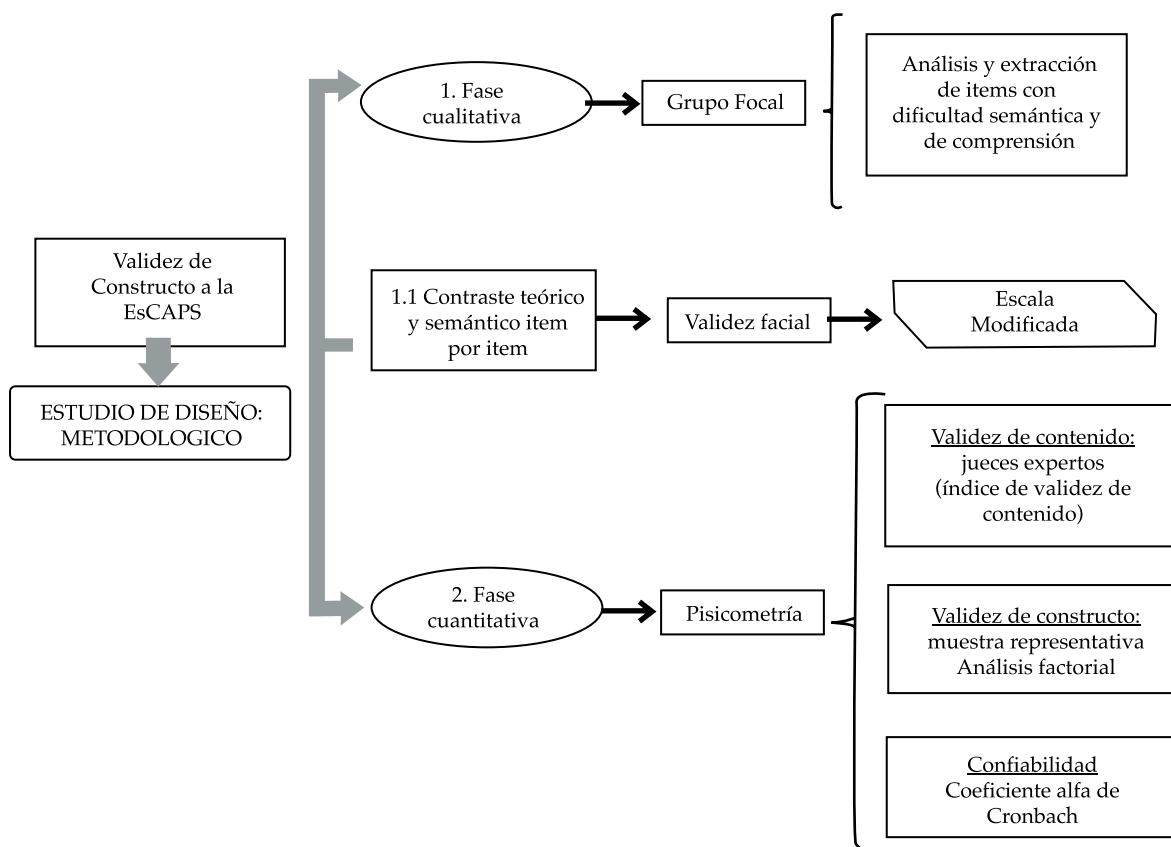 Validez de
Constructo a la
EsCAPS
ESTUDIO DE DISEÑO:
METODOLOGICO
1. Fase
cualitativa
Grupo Focal
Análisis y extracción
de items con
dificultad semántica y
de comprensión
1.1 Contraste teórico
y semántico item
por item
Validez facial
Escala
Modificada
2. Fase
cuantitativa
Pisicometría
Validez de contenido:
jueces expertos
(índice de validez de
contenido)
Validez de constructo:
muestra representativa
Análisis factorial
Confiabilidad
Coeficiente alfa de
Cronbach